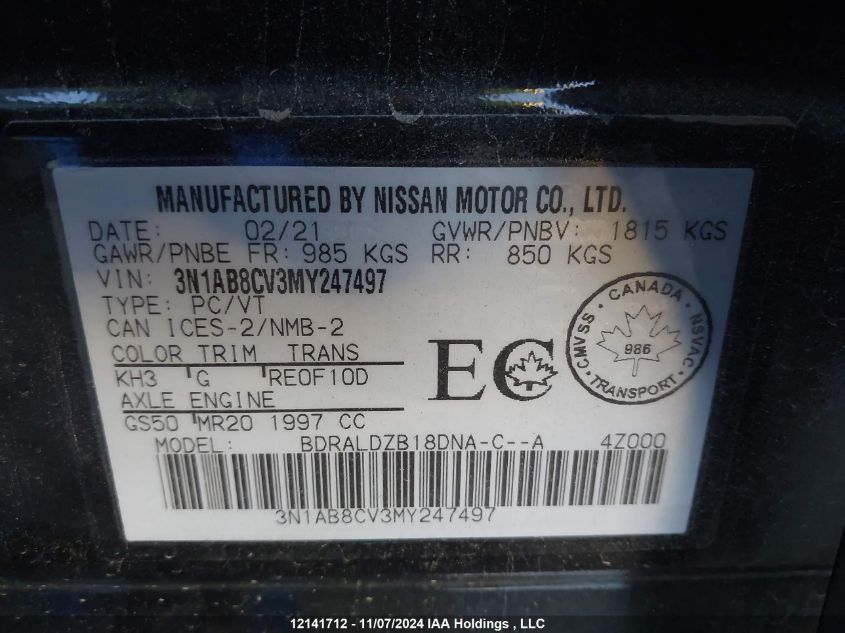 MANUFACTURED BY NISSAN MOTOR CO., LTD.
DATE: 02/21 GVWR/PNBV: 1815 KGS
GAWR/PNBE FR: 985 KGS RR: 850 KGS
VIN: 3N1AB8CV3MY247497
TYPE: PC/VT
CAN ICES-2/NMB-2
COLOR TRIM TRANS
KH3 G RE0F10D
AXLE ENGINE
GS50 MR20 1997 CC
EC
CANADA
CMVSS
NSVAC
986
TRANSPORT
MODEL: BDRALDZB18DNA-C--A 4Z000
3N1AB8CV3MY247497
12141712 - 11/07/2024 IAA Holdings , LLC